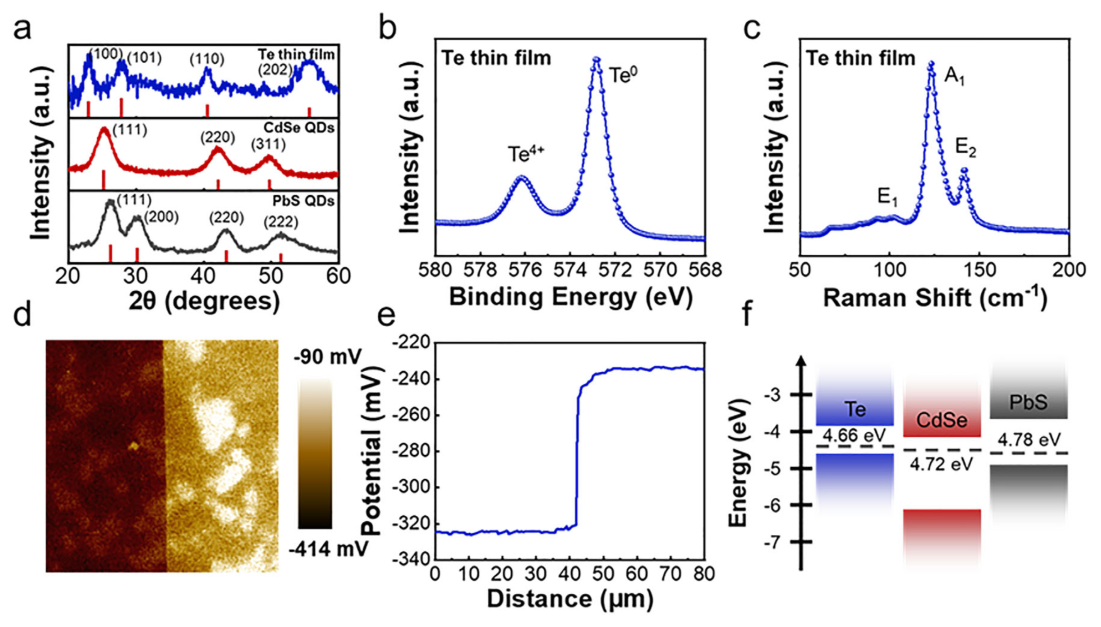 a
Intensity (a.u.)
(100)
(101)
(110)
(202)
Te thin film
(111)
(220)
(311)
CdSe QDs
(111)
(200)
(220)
(222)
PbS QDs
20 30 40 50 60
2θ (degrees)
b
Intensity (a.u.)
Te thin film
Te⁰
Te⁴⁺
580 578 576 574 572 570 568
Binding Energy (eV)
c
Intensity (a.u.)
Te thin film
A₁
E₂
E₁
50 100 150 200
Raman Shift (cm⁻¹)
d
-90 mV
-414 mV
e
Potential (mV)
-220
-240
-260
-280
-300
-320
-340
0 10 20 30 40 50 60 70 80
Distance (μm)
f
Energy (eV)
-3
-4
-5
-6
-7
Te
4.66 eV
CdSe
4.72 eV
PbS
4.78 eV